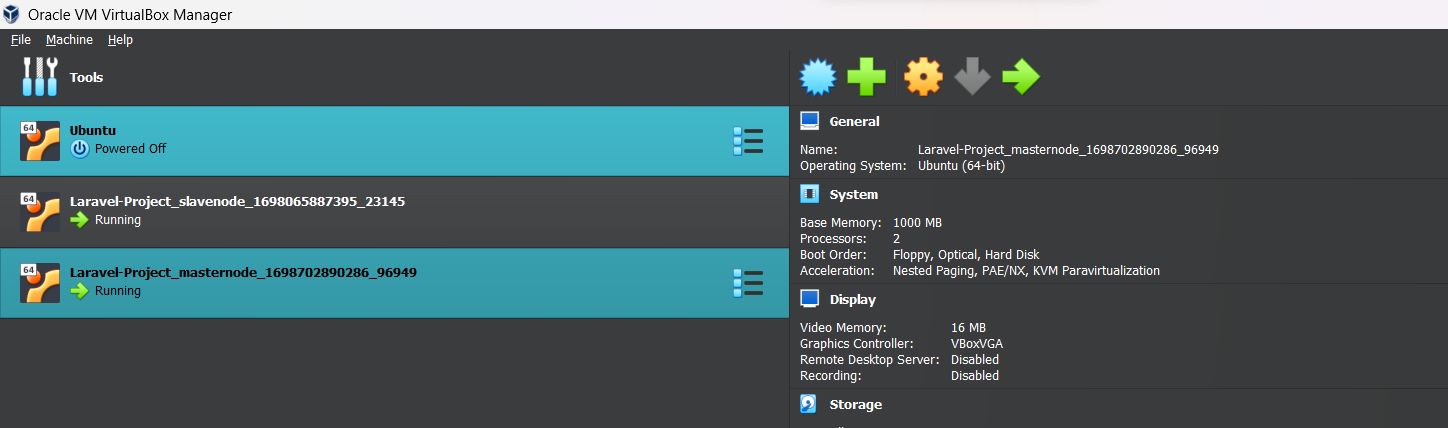 Oracle VM VirtualBox Manager
File Machine Help
Tools
64
Ubuntu
Powered Off
64
Laravel-Project_slavenode_1698065887395_23145
Running
64
Laravel-Project_masternode_1698702890286_96949
Running
General
Name: Laravel-Project_masternode_1698702890286_96949
Operating System: Ubuntu (64-bit)
System
Base Memory: 1000 MB
Processors: 2
Boot Order: Floppy, Optical, Hard Disk
Acceleration: Nested Paging, PAE/NX, KVM Paravirtualization
Display
Video Memory: 16 MB
Graphics Controller: VBoxVGA
Remote Desktop Server: Disabled
Recording: Disabled
Storage